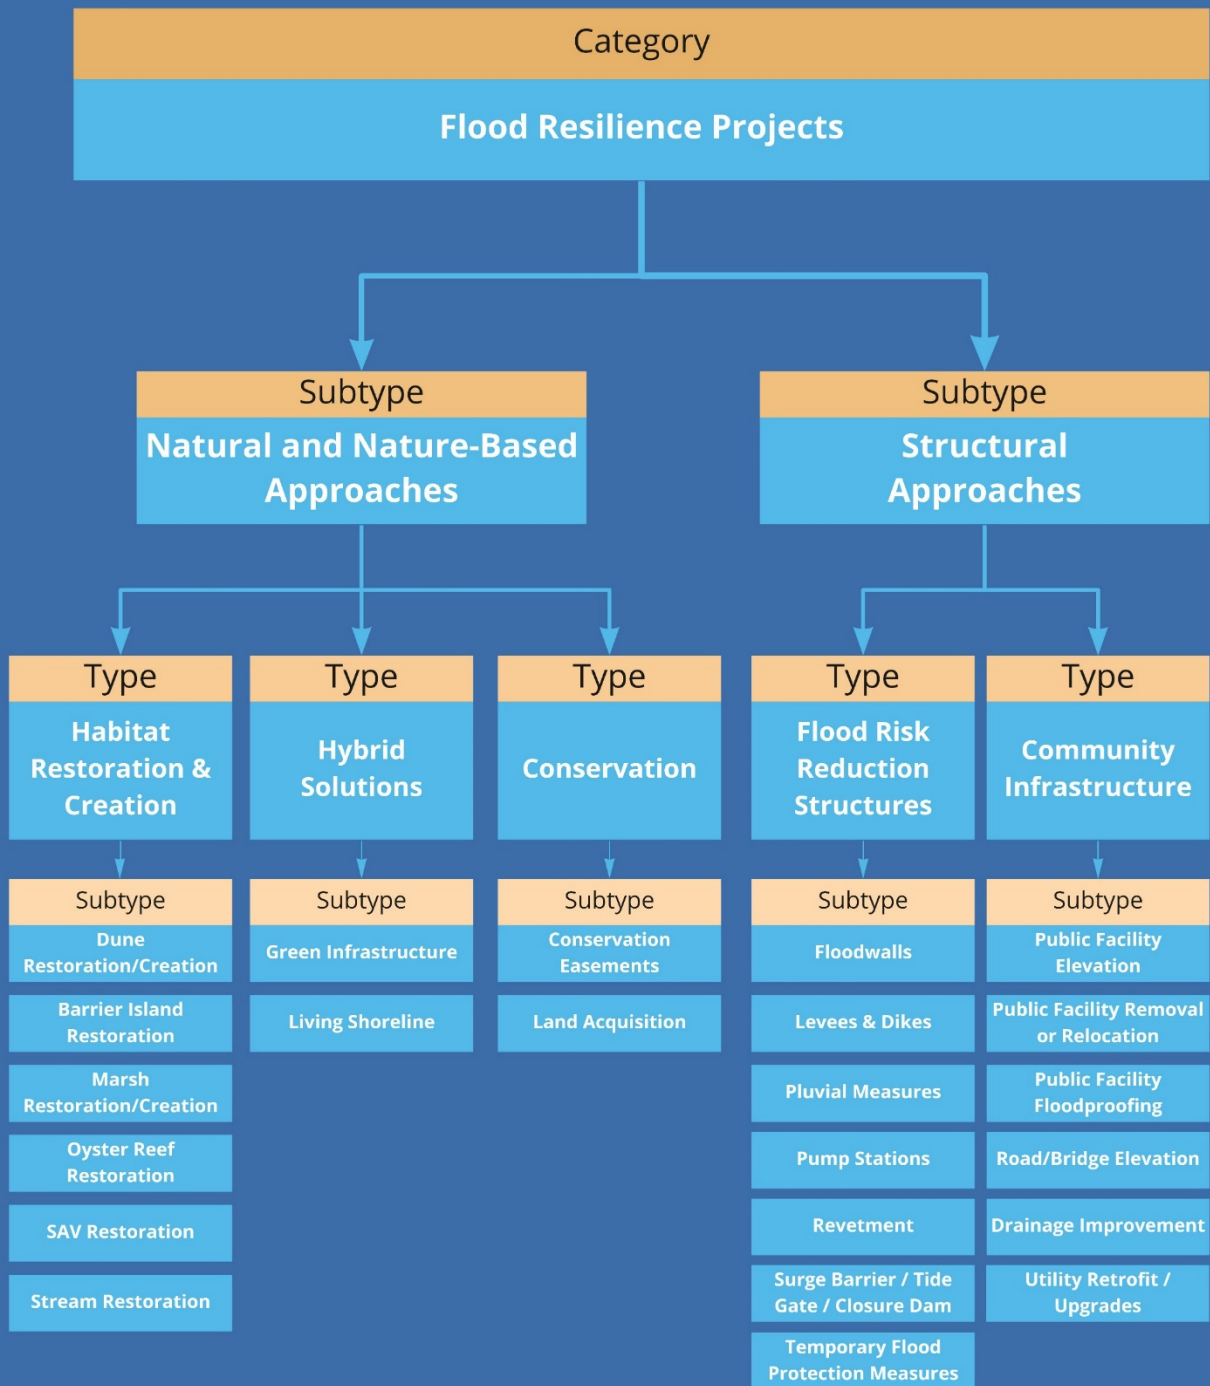 Category
Flood Resilience Projects
Subtype
Natural and Nature-Based
Approaches
Subtype
Structural
Approaches
Type
Habitat
Restoration &
Creation
Type
Hybrid
Solutions
Type
Conservation
Type
Flood Risk
Reduction
Structures
Type
Community
Infrastructure
Subtype
Dune
Restoration/Creation
Barrier Island
Restoration
Marsh
Restoration/Creation
Oyster Reef
Restoration
SAV Restoration
Stream Restoration
Subtype
Green Infrastructure
Living Shoreline
Subtype
Conservation
Easements
Land Acquisition
Subtype
Floodwalls
Levees & Dikes
Pluvial Measures
Pump Stations
Revetment
Surge Barrier / Tide
Gate / Closure Dam
Temporary Flood
Protection Measures
Subtype
Public Facility
Elevation
Public Facility Removal
or Relocation
Public Facility
Floodproofing
Road/Bridge Elevation
Drainage Improvement
Utility Retrofit /
Upgrades